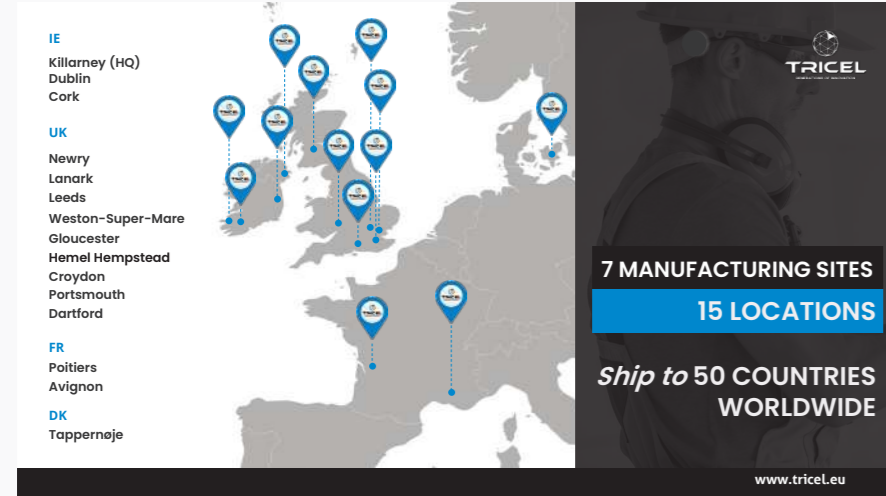 IE
Killarney (HQ)
Dublin
Cork
UK
Newry
Lanark
Leeds
Weston-Super-Mare
Gloucester
Hemel Hempstead
Croydon
Portsmouth
Dartford
FR
Poitiers
Avignon
DK
Tappernøje
TRICEL
7 MANUFACTURING SITES
15 LOCATIONS
Ship to 50 COUNTRIES
WORLDWIDE
www.tricel.eu